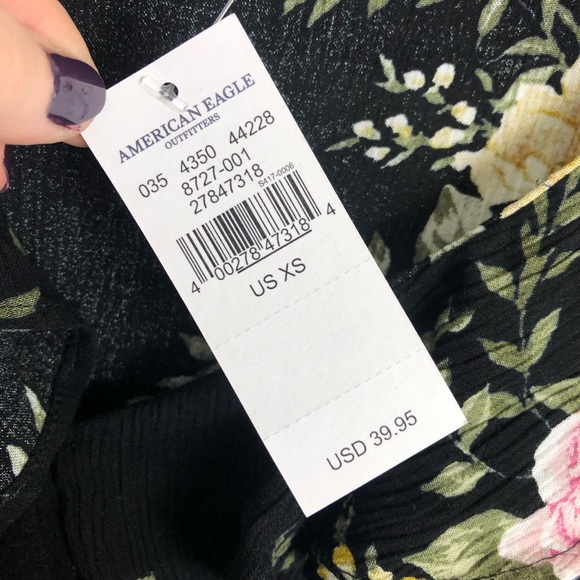 AMERICAN EAGLE
OUTFITTERS
035 4350 44228
8727-001
27847318
S417-0006
4 00278 47318 4
US XS
USD 39.95